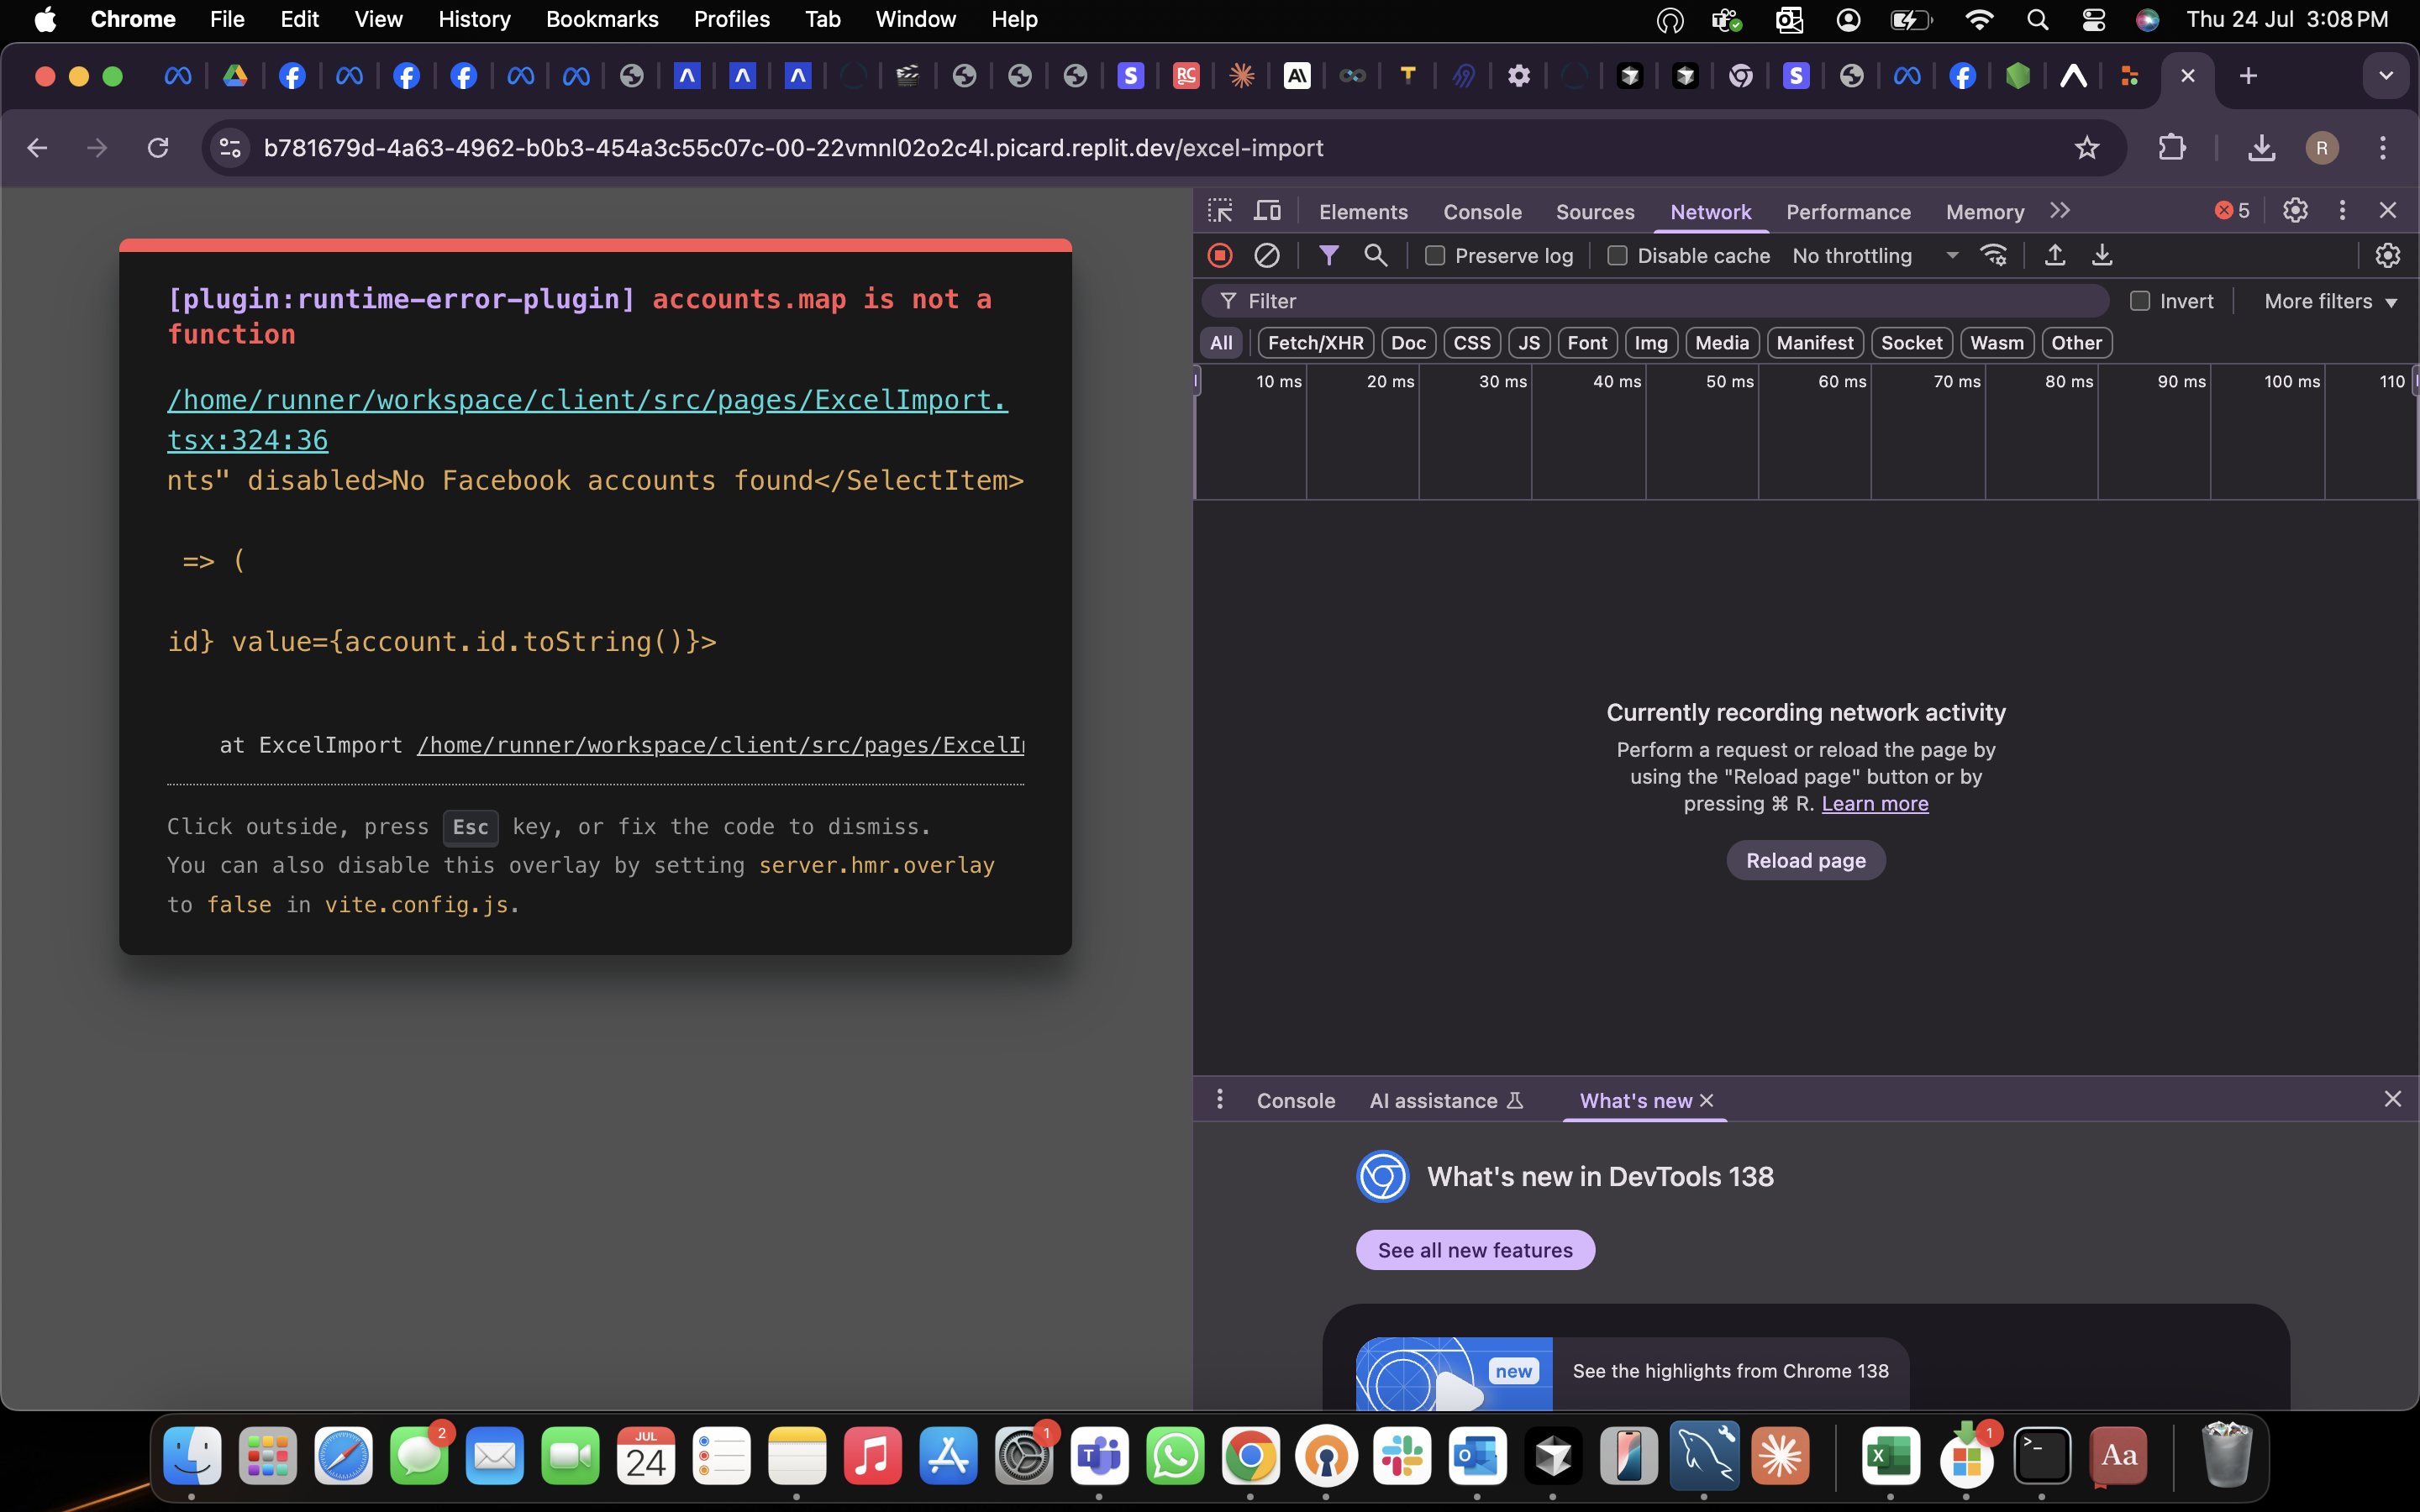 Chrome File Edit View History Bookmarks Profiles Tab Window Help Thu 24 Jul 3:08 PM
b781679d-4a63-4962-b0b3-454a3c55c07c-00-22vmnl02o2c4l.picard.replit.dev/excel-import R
[plugin:runtime-error-plugin] accounts.map is not a
function
/home/runner/workspace/client/src/pages/ExcelImport.
tsx:324:36
nts" disabled>No Facebook accounts found</SelectItem>
=> (
id} value={account.id.toString()}>
at ExcelImport /home/runner/workspace/client/src/pages/ExcelI
Click outside, press Esc key, or fix the code to dismiss.
You can also disable this overlay by setting server.hmr.overlay
to false in vite.config.js.
Elements Console Sources Network Performance Memory 5
Preserve log Disable cache No throttling
Filter Invert More filters
All Fetch/XHR Doc CSS JS Font Img Media Manifest Socket Wasm Other
10 ms 20 ms 30 ms 40 ms 50 ms 60 ms 70 ms 80 ms 90 ms 100 ms 110
Currently recording network activity
Perform a request or reload the page by
using the "Reload page" button or by
pressing ⌘ R. Learn more
Reload page
Console AI assistance What's new
What's new in DevTools 138
See all new features
new See the highlights from Chrome 138
2 JUL 24 1 1 Aa